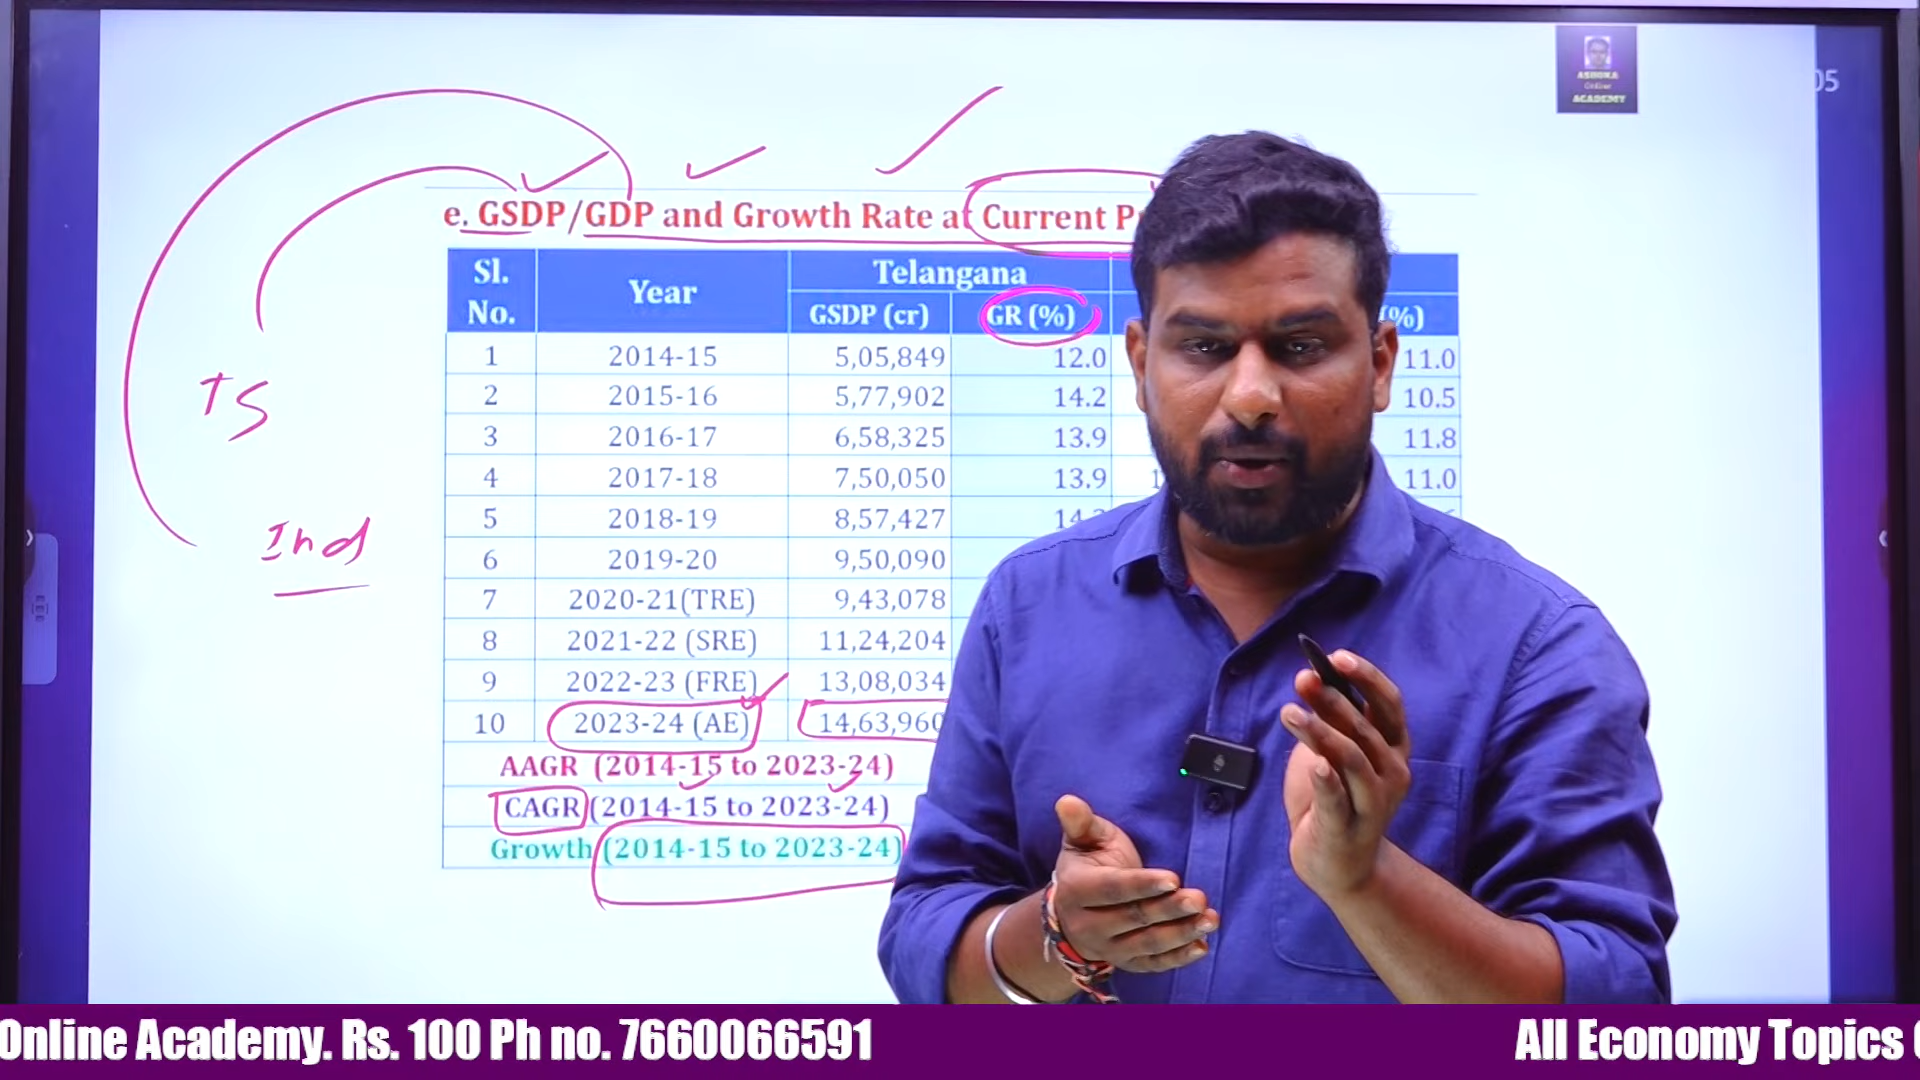 ASHOKA
Online
ACADEMY
05
e. GSDP/GDP and Growth Rate at Current
Sl. No. Year Telangana
GSDP (cr) GR (%) (%)
1 2014-15 5,05,849 12.0 11.0
2 2015-16 5,77,902 14.2 10.5
3 2016-17 6,58,325 13.9 11.8
4 2017-18 7,50,050 13.9 11.0
5 2018-19 8,57,427
6 2019-20 9,50,090
7 2020-21(TRE) 9,43,078
8 2021-22 (SRE) 11,24,204
9 2022-23 (FRE) 13,08,034
10 2023-24 (AE) 14,63,960
AAGR (2014-15 to 2023-24)
CAGR (2014-15 to 2023-24)
Growth (2014-15 to 2023-24)
TS
Ind
Online Academy. Rs. 100 Ph no. 7660066591 All Economy Topics